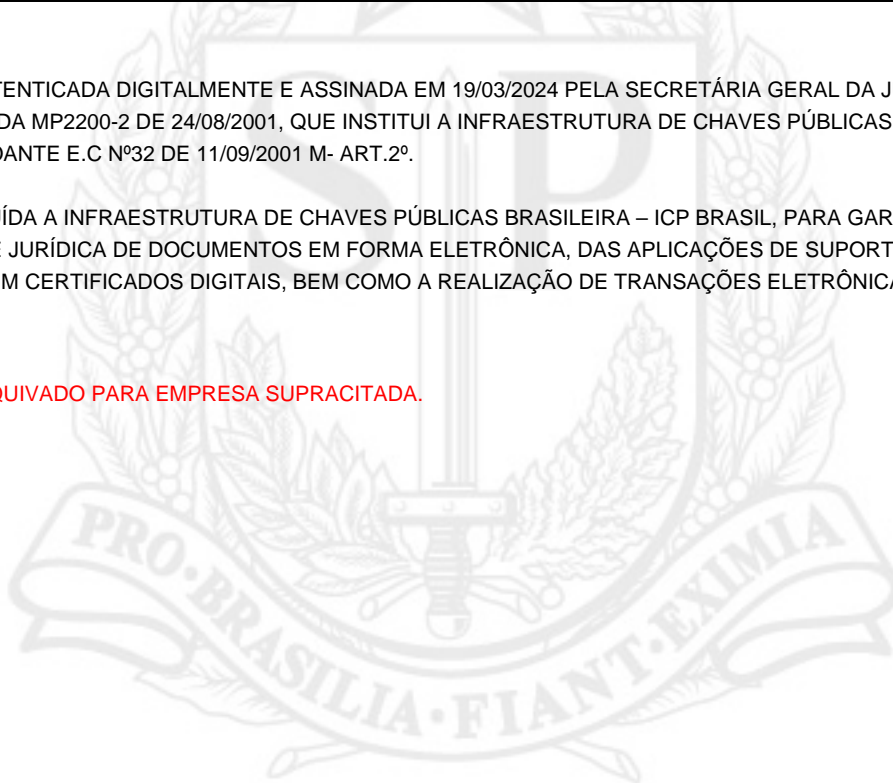 TENTICADA DIGITALMENTE E ASSINADA EM 19/03/2024 PELA SECRETÁRIA GERAL DA J
DA MP2200-2 DE 24/08/2001, QUE INSTITUI A INFRAESTRUTURA DE CHAVES PÚBLICAS
DANTE E.C Nº32 DE 11/09/2001 M- ART.2º.
ÍDA A INFRAESTRUTURA DE CHAVES PÚBLICAS BRASILEIRA – ICP BRASIL, PARA GAR
E JURÍDICA DE DOCUMENTOS EM FORMA ELETRÔNICA, DAS APLICAÇÕES DE SUPORT
M CERTIFICADOS DIGITAIS, BEM COMO A REALIZAÇÃO DE TRANSAÇÕES ELETRÔNICA
QUIVADO PARA EMPRESA SUPRACITADA.
SP
PRO·BRASILIA·FIANT·EXIMIA